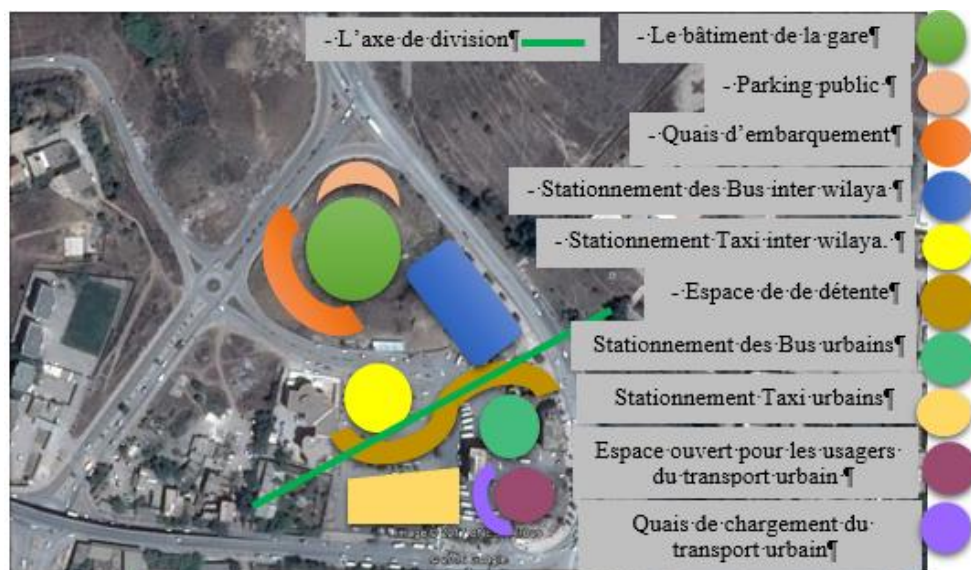 - L'axe de division¶
- Le bâtiment de la gare¶
- Parking public ¶
- Quais d'embarquement¶
- Stationnement des Bus inter wilaya ¶
- Stationnement Taxi inter wilaya. ¶
- Espace de de détente¶
Stationnement des Bus urbains¶
Stationnement Taxi urbains¶
Espace ouvert pour les usagers
du transport urbain ¶
Quais de chargement du
transport urbain¶
Google